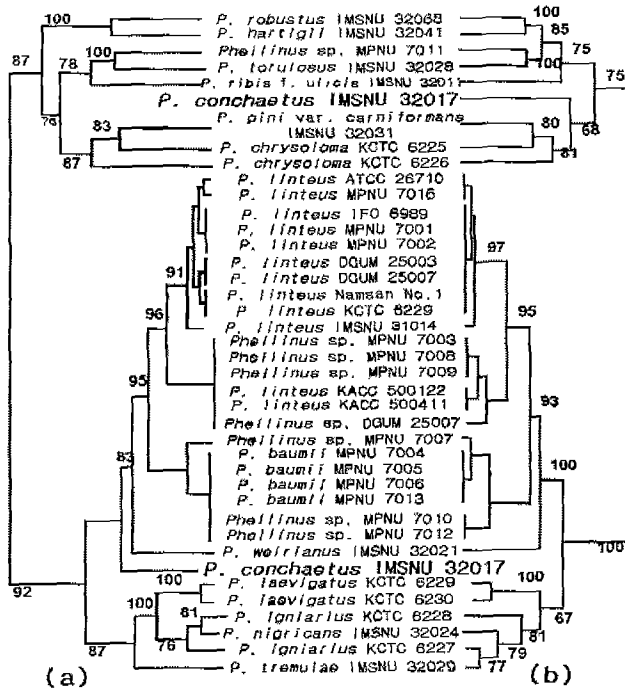 P. robustus IMSNU 32068
P. hartigii IMSNU 32041
Phellinus sp. MPNU 7011
P. torulosus IMSNU 32028
P. ribis f. ulicis IMSNU 32011
P. conchaetus IMSNU 32017
P. pini var. carniformans
IMSNU 32031
P. chrysoloma KCTC 6225
P. chrysoloma KCTC 6226
P. linteus ATCC 26710
P. linteus MPNU 7016
P. linteus IFO 6989
P. linteus MPNU 7001
P. linteus MPNU 7002
P. linteus DGUM 25003
P. linteus DGUM 25007
P. linteus Namsan No.1
P. linteus KCTC 6229
P. linteus IMSNU 31014
Phellinus sp. MPNU 7003
Phellinus sp. MPNU 7008
Phellinus sp. MPNU 7009
P. linteus KACC 500122
P. linteus KACC 500411
Phellinus sp. DGUM 25007
Phellinus sp. MPNU 7007
P. baumii MPNU 7004
P. baumii MPNU 7005
P. baumii MPNU 7006
P. baumii MPNU 7013
Phellinus sp. MPNU 7010
Phellinus sp. MPNU 7012
P. weirianus IMSNU 32021
P. conchaetus IMSNU 32017
P. laevigatus KCTC 6229
P. laevigatus KCTC 6230
P. igniarius KCTC 6228
P. nigricans IMSNU 32024
P. igniarius KCTC 6227
P. tremulae IMSNU 32029
100
87
78
100
76
83
87
91
96
95
83
92
100
100
81
76
87
(a)
100
85
100
75
75
80
68
81
97
95
93
100
100
100
67
81
79
77
(b)